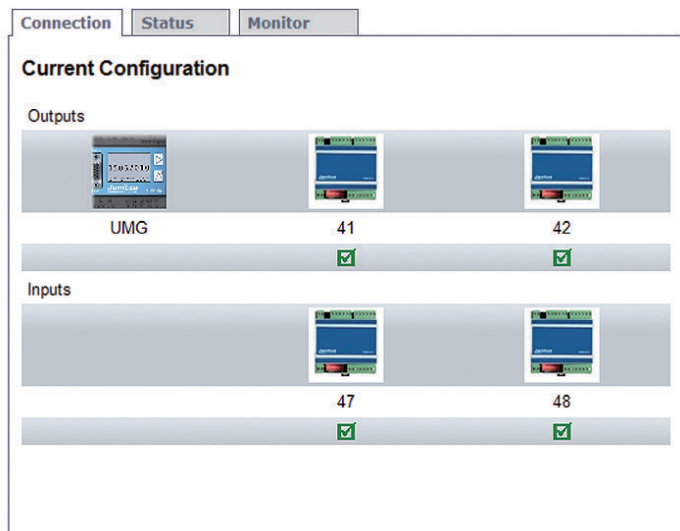 Connection Status Monitor
Current Configuration
Outputs
UMG 41 42
Inputs
47 48